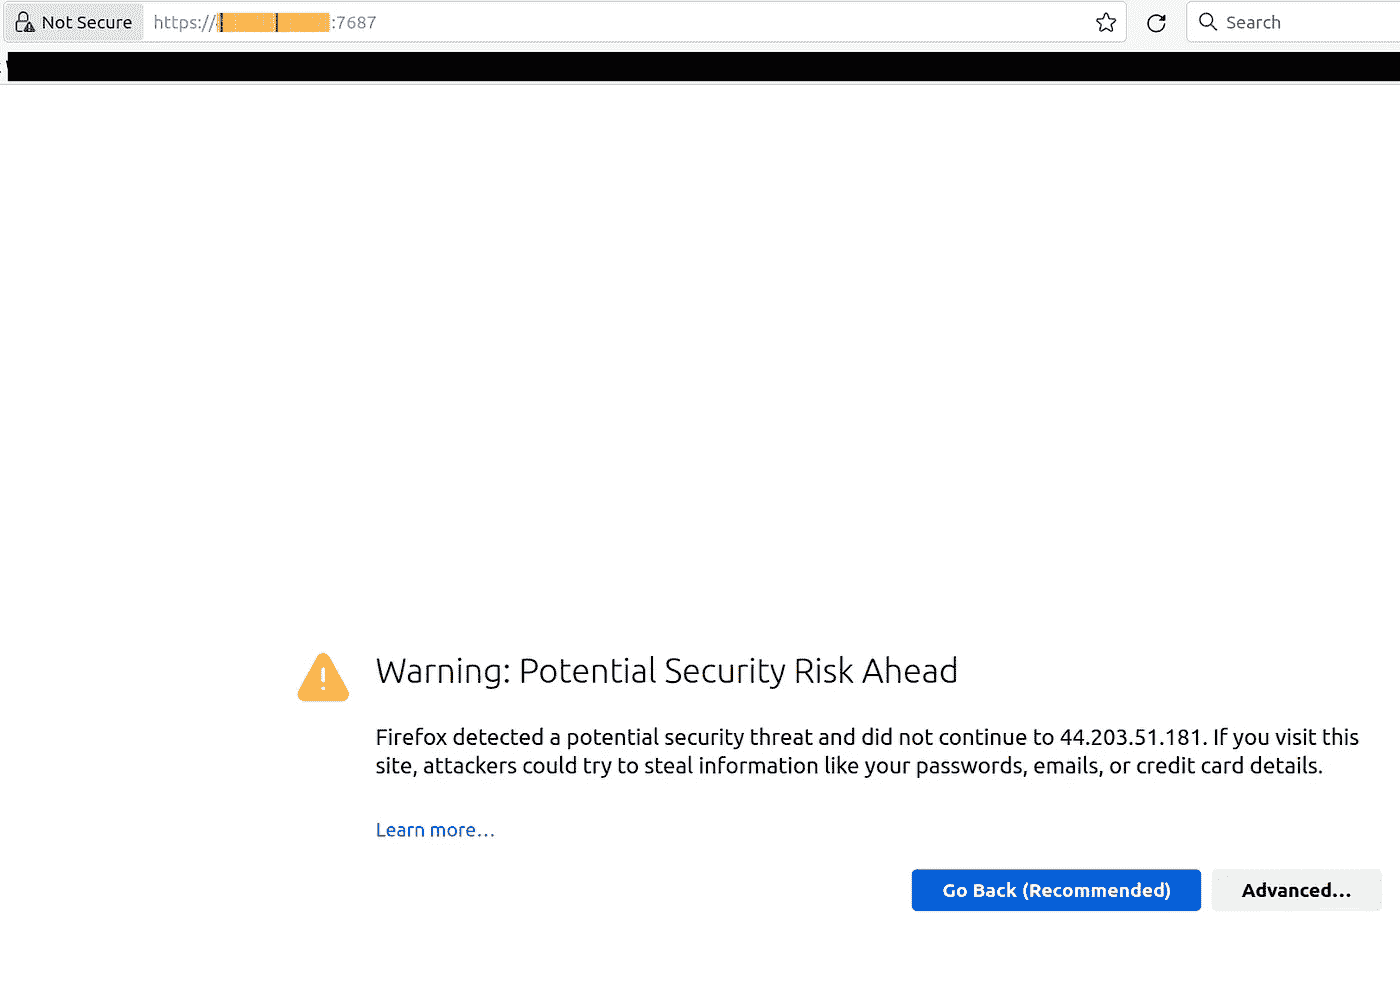 Not Secure https:// :7687 Search
Warning: Potential Security Risk Ahead
Firefox detected a potential security threat and did not continue to 44.203.51.181. If you visit this
site, attackers could try to steal information like your passwords, emails, or credit card details.
Learn more…
Go Back (Recommended) Advanced…